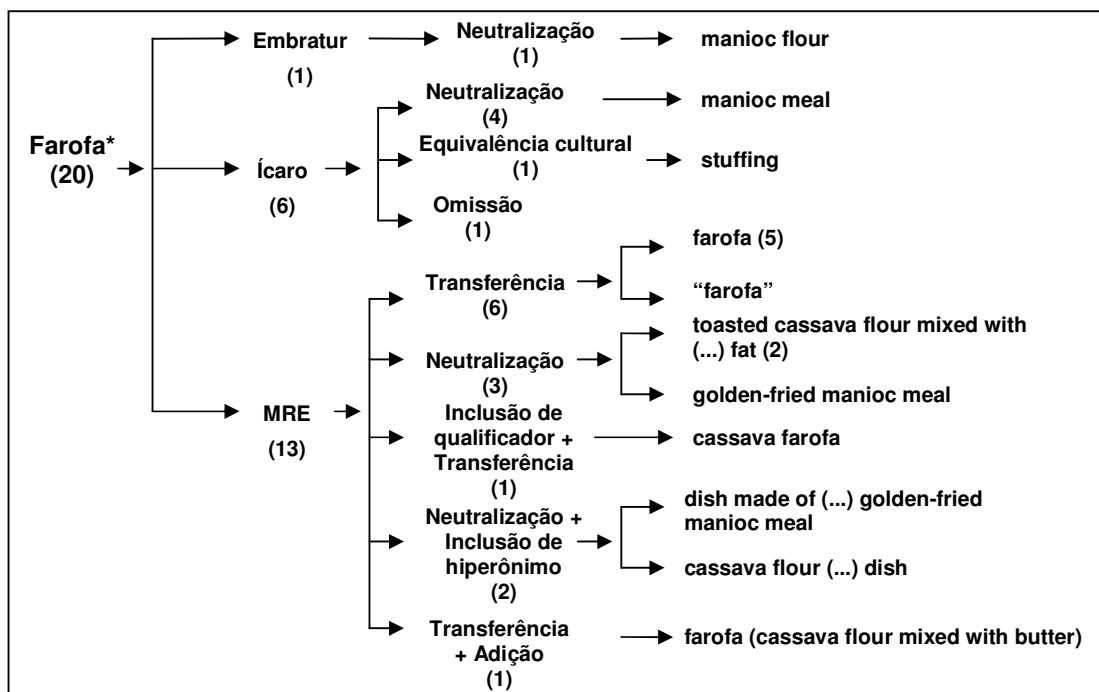 Farofa*
(20)
Embratur
(1)
Neutralização
(1)
manioc flour
Ícaro
(6)
Neutralização
(4)
manioc meal
Equivalência cultural
(1)
stuffing
Omissão
(1)
MRE
(13)
Transferência
(6)
farofa (5)
“farofa”
Neutralização
(3)
toasted cassava flour mixed with
(...) fat (2)
golden-fried manioc meal
Inclusão de
qualificador +
Transferência
(1)
cassava farofa
Neutralização +
Inclusão de
hiperônimo
(2)
dish made of (...) golden-fried
manioc meal
cassava flour (...) dish
Transferência
+ Adição
(1)
farofa (cassava flour mixed with butter)